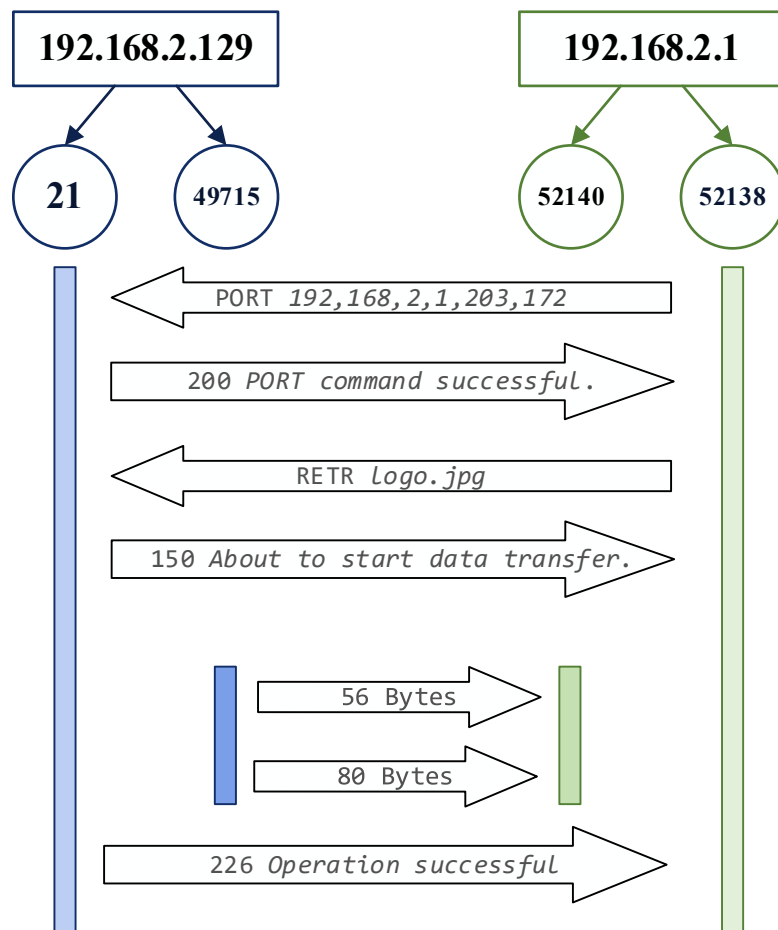 192.168.2.129
192.168.2.1
21
49715
52140
52138
PORT 192,168,2,1,203,172
200 PORT command successful.
RETR logo.jpg
150 About to start data transfer.
56 Bytes
80 Bytes
226 Operation successful